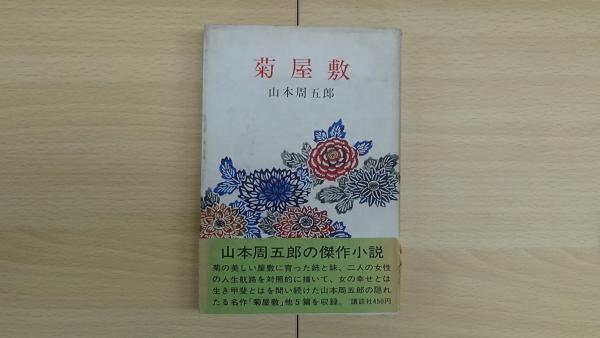 菊屋敷
山本周五郎
山本周五郎の傑作小説
菊の美しい屋敷に育った姉と妹、二人の女性
の人生航路を対照的に描いて、女の幸せとは
生き甲斐とはを問い続けた山本周五郎の隠れ
たる名作「菊屋敷」他5篇を収録。 講談社450円